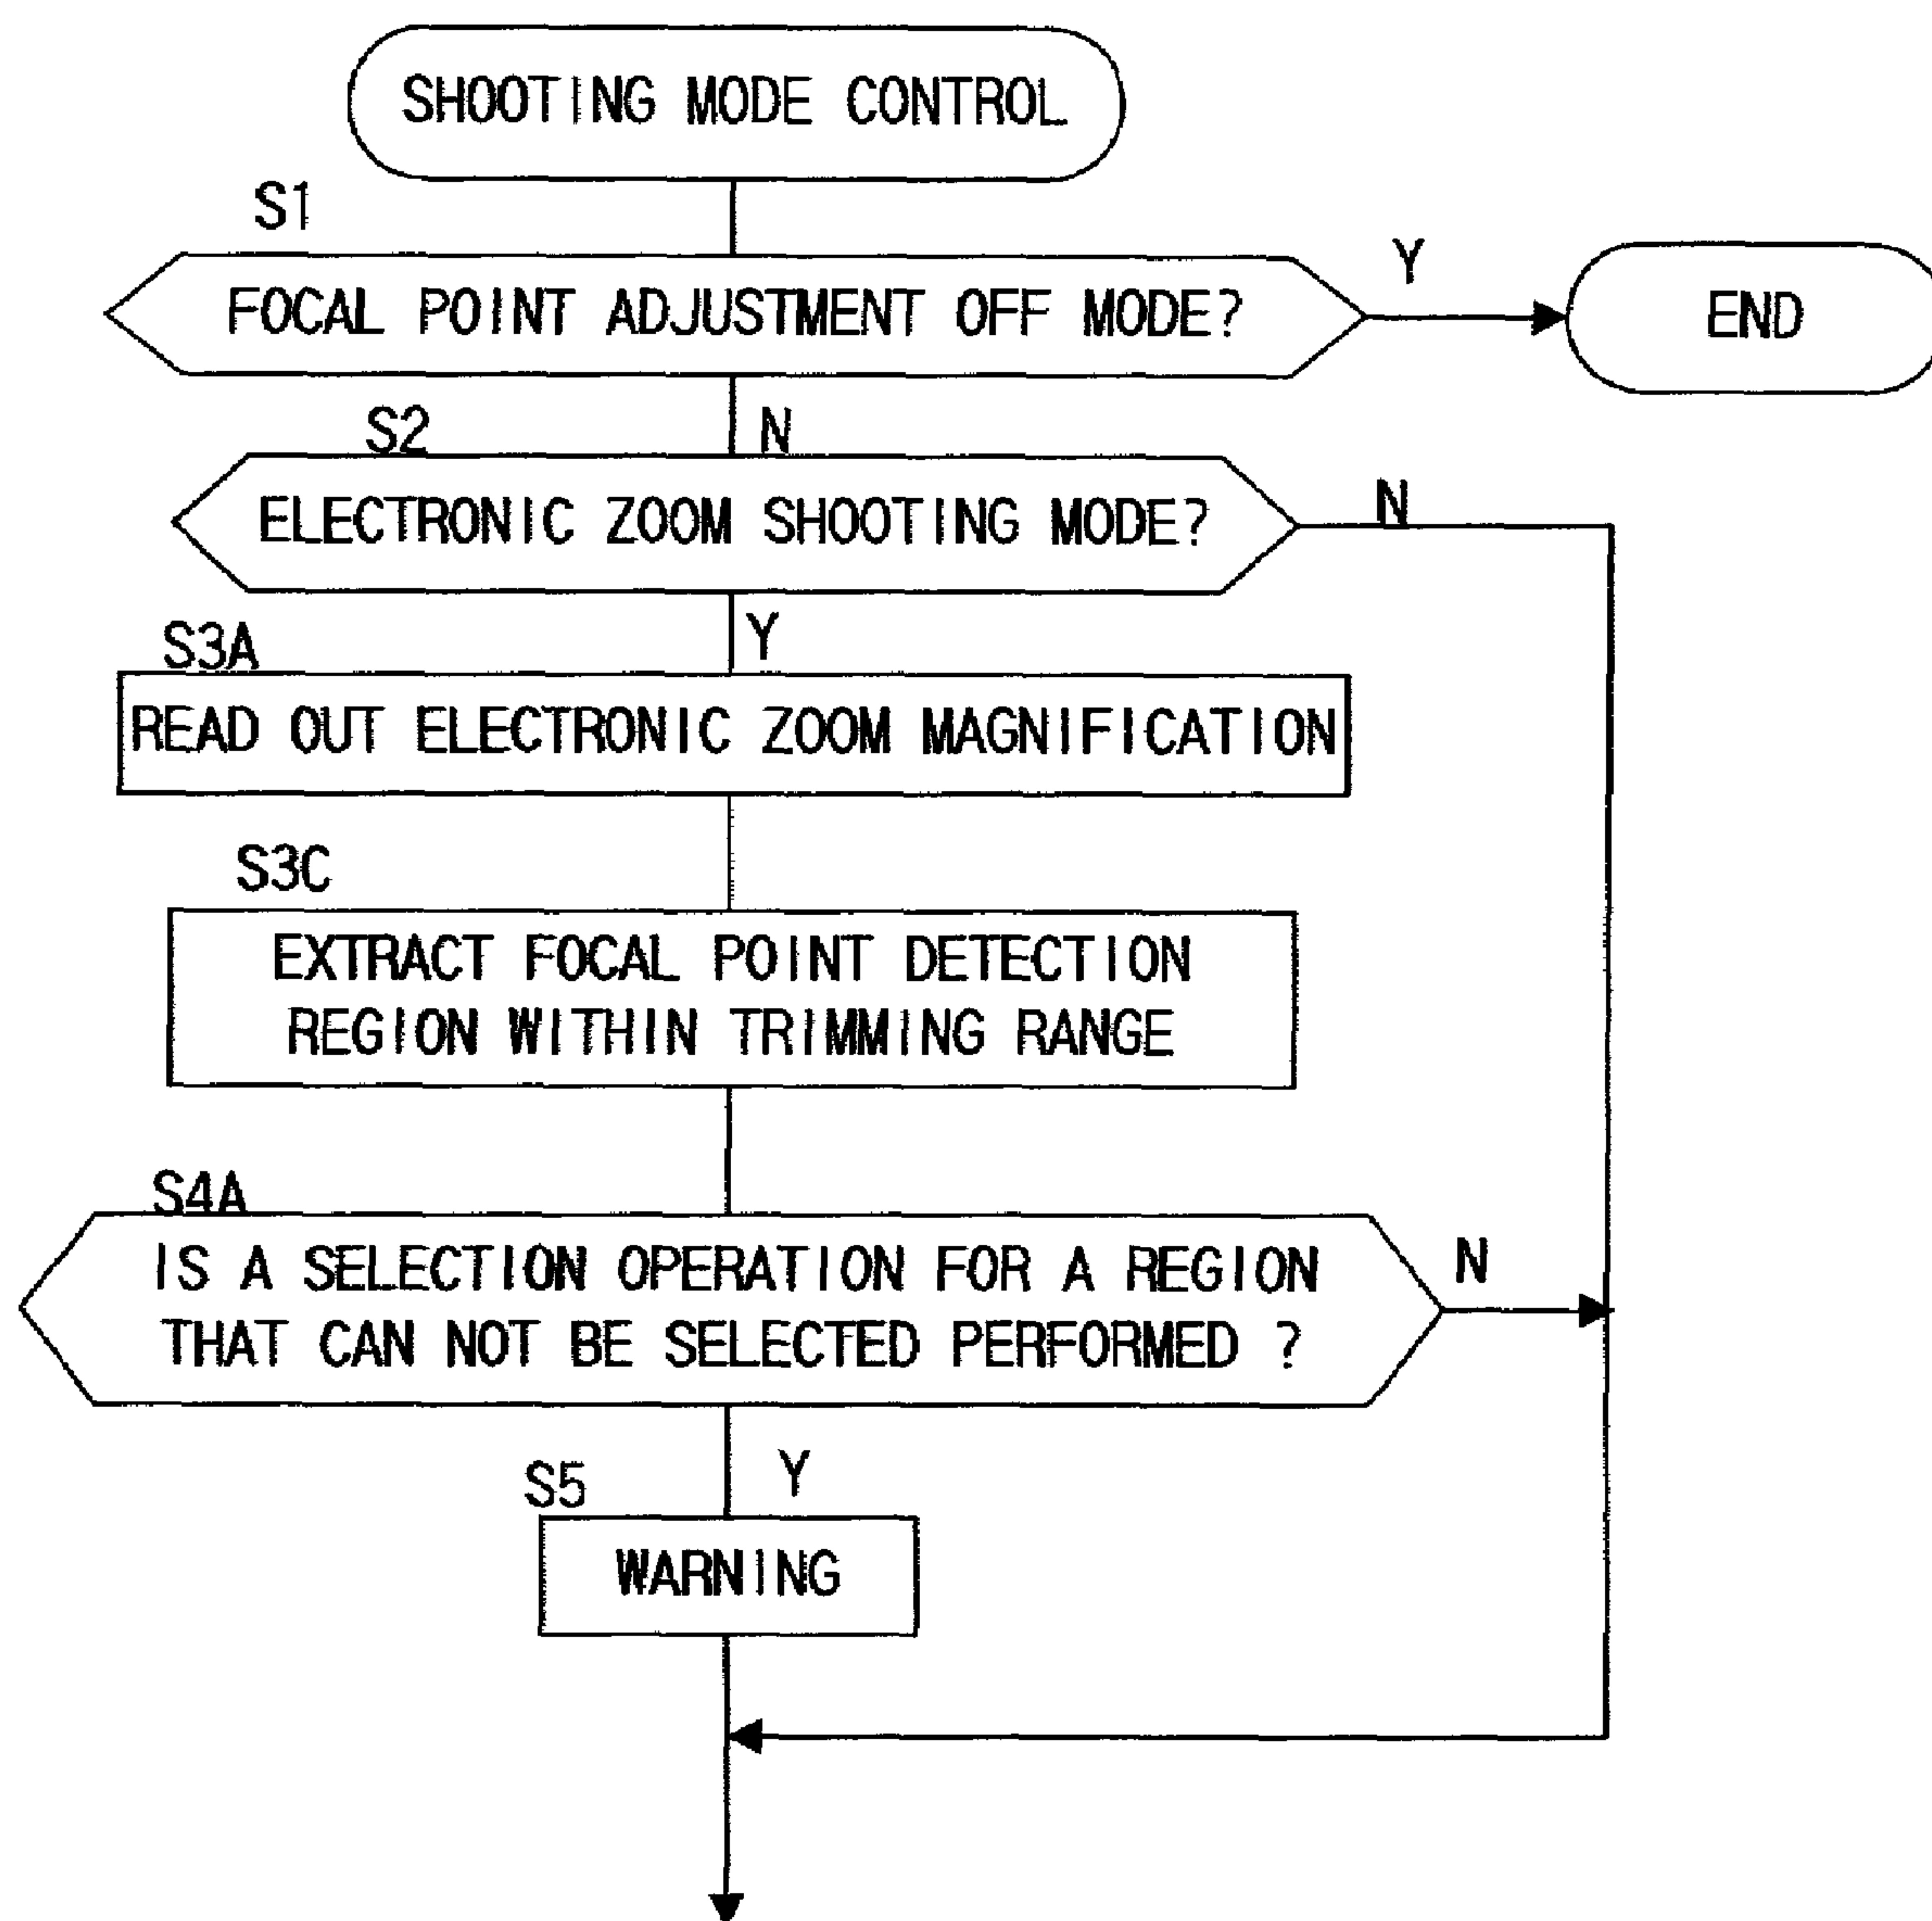 SHOOTING MODE CONTROL
S1
FOCAL POINT ADJUSTMENT OFF MODE?
Y
END
S2
N
ELECTRONIC ZOOM SHOOTING MODE?
N
S3A
Y
READ OUT ELECTRONIC ZOOM MAGNIFICATION
S3C
EXTRACT FOCAL POINT DETECTION
REGION WITHIN TRIMMING RANGE
S4A
IS A SELECTION OPERATION FOR A REGION
THAT CAN NOT BE SELECTED PERFORMED ?
N
S5
Y
WARNING